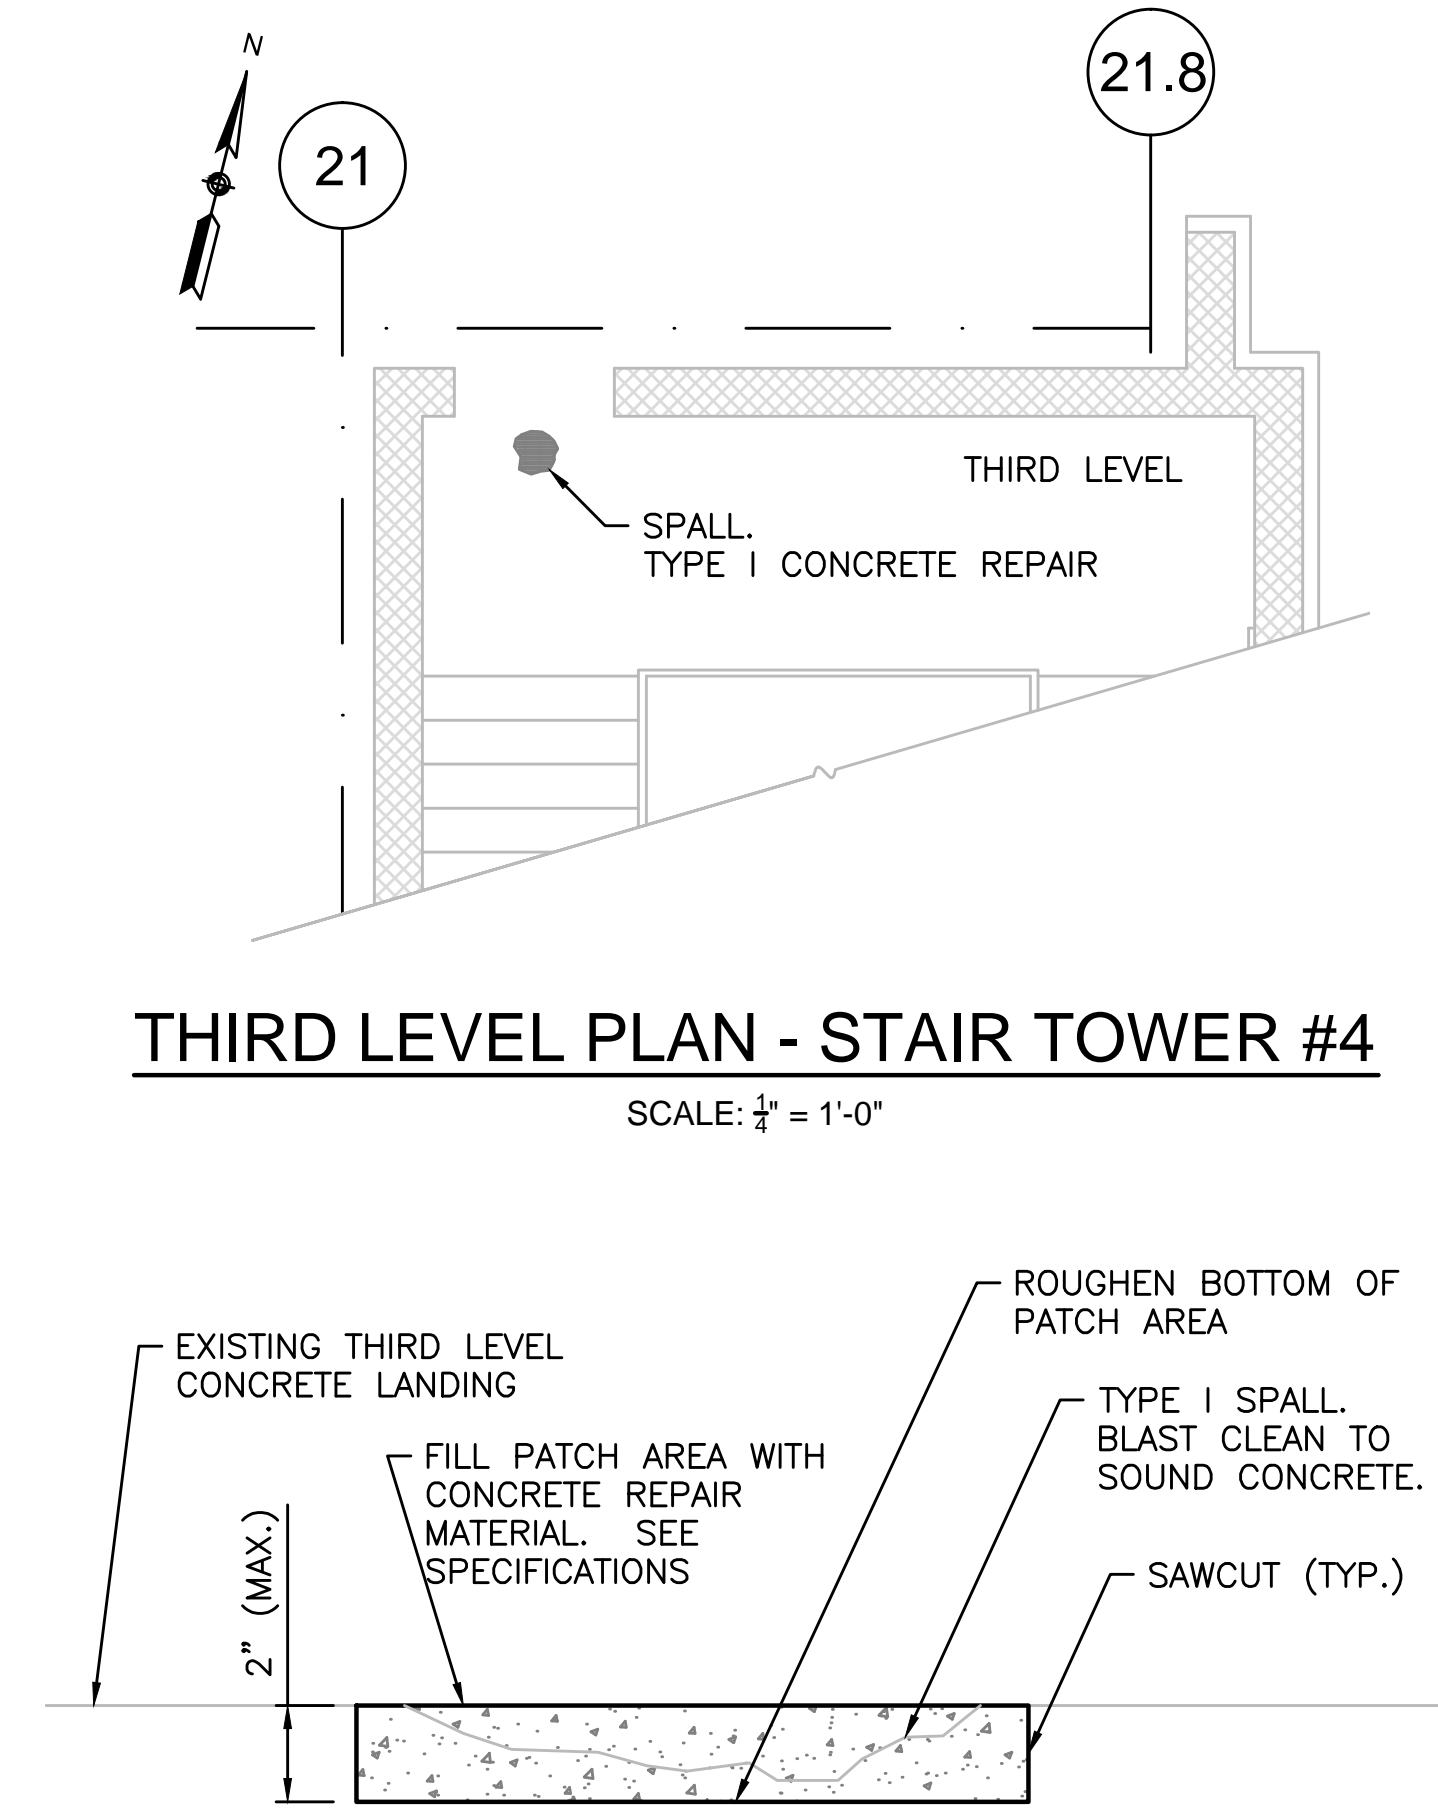 N
21
21.8
THIRD LEVEL
SPALL.
TYPE I CONCRETE REPAIR
THIRD LEVEL PLAN - STAIR TOWER #4
SCALE: 1/4" = 1'-0"
ROUGHEN BOTTOM OF
PATCH AREA
EXISTING THIRD LEVEL
CONCRETE LANDING
TYPE I SPALL.
BLAST CLEAN TO
SOUND CONCRETE.
FILL PATCH AREA WITH
CONCRETE REPAIR
MATERIAL. SEE
SPECIFICATIONS
2" (MAX.)
SAWCUT (TYP.)